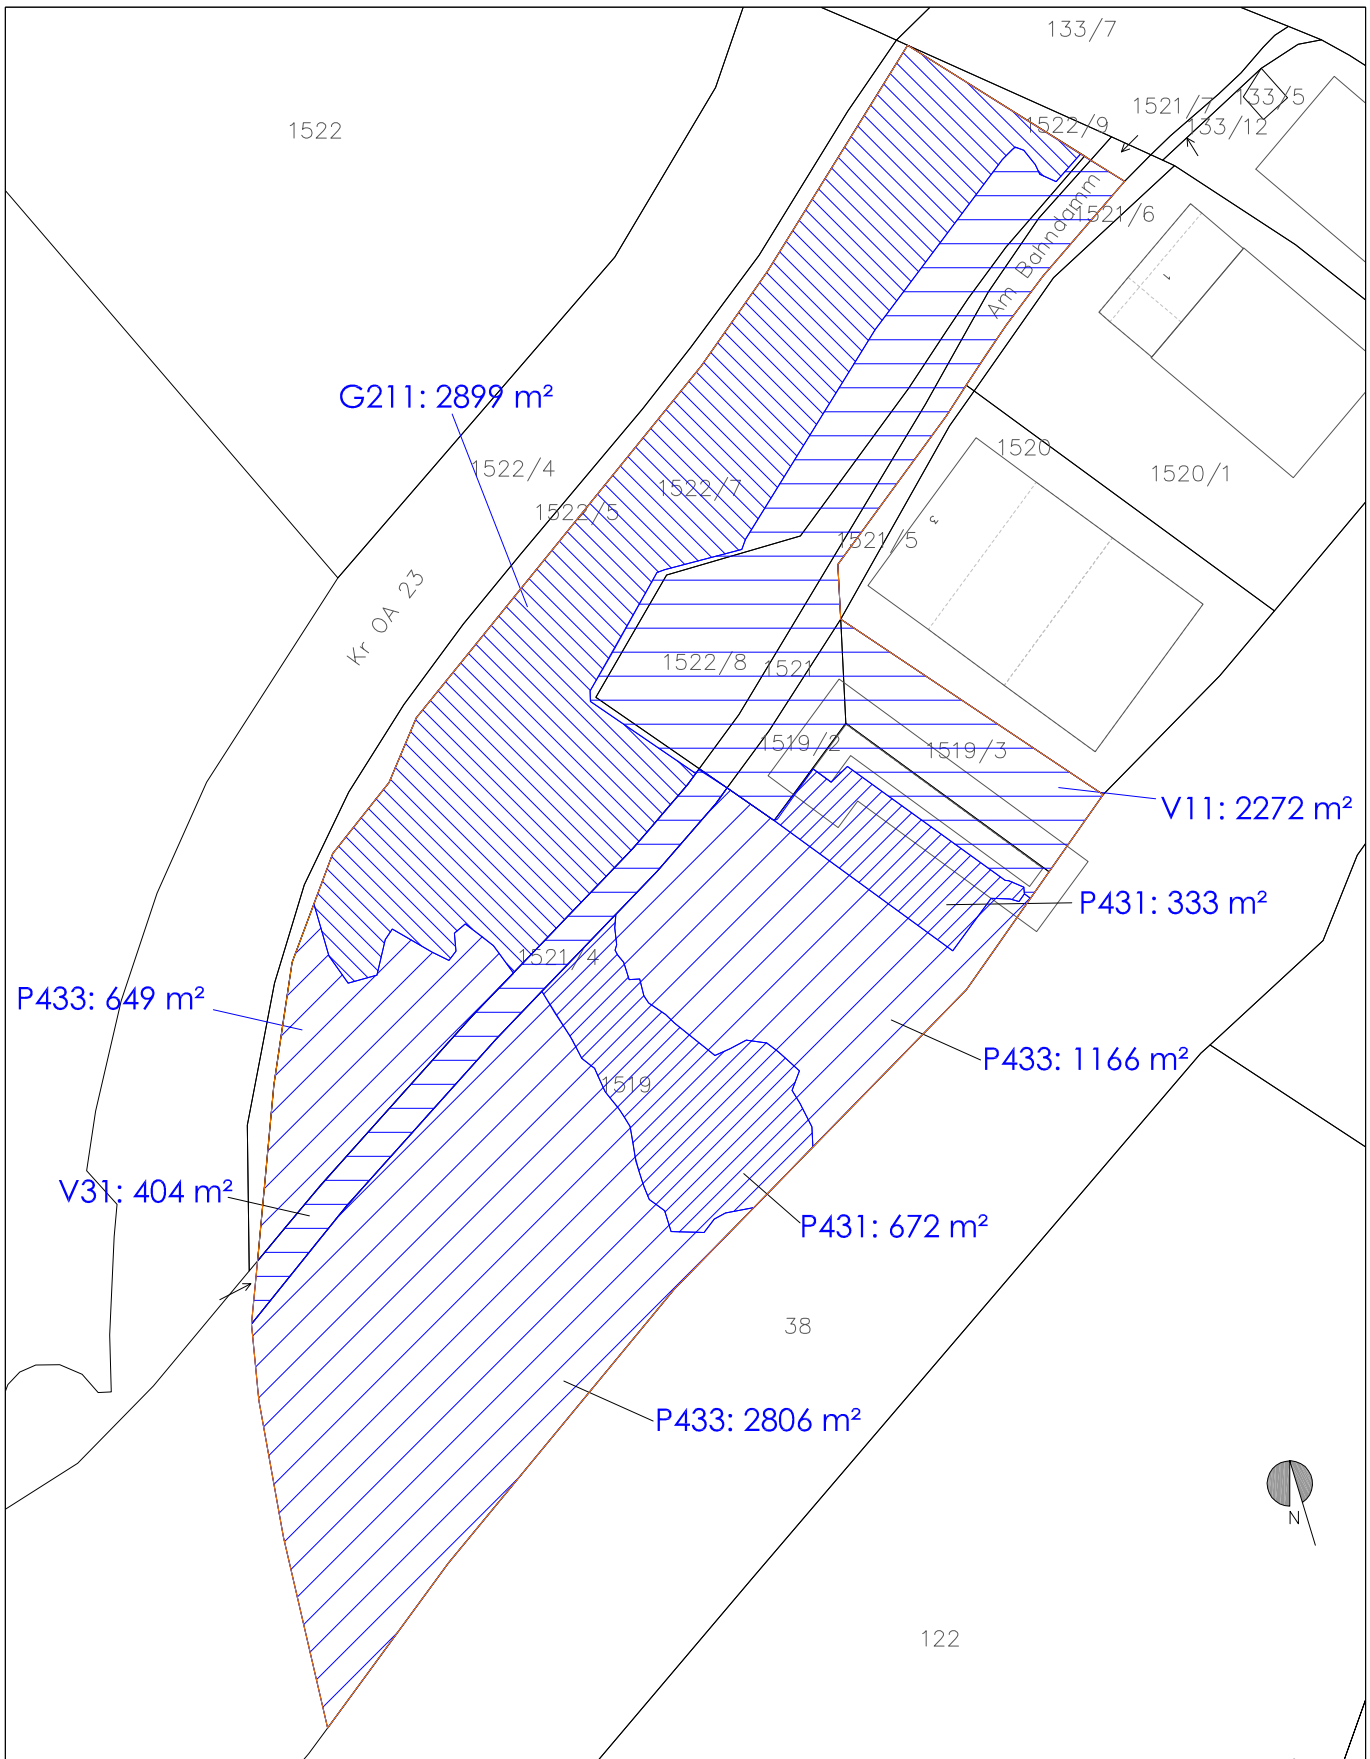 133/7
1521/7
133/5
1522/9
133/12
1522
Am Bahndamm
1521/6
1
G211: 2899 m²
1520
1522/4
1520/1
1522/7
1522/5
3
1521/5
Kr OA 23
1522/8
1521
1519/2
1519/3
V11: 2272 m²
P431: 333 m²
1521/4
P433: 649 m²
P433: 1166 m²
1519
V31: 404 m²
P431: 672 m²
38
P433: 2806 m²
N
122